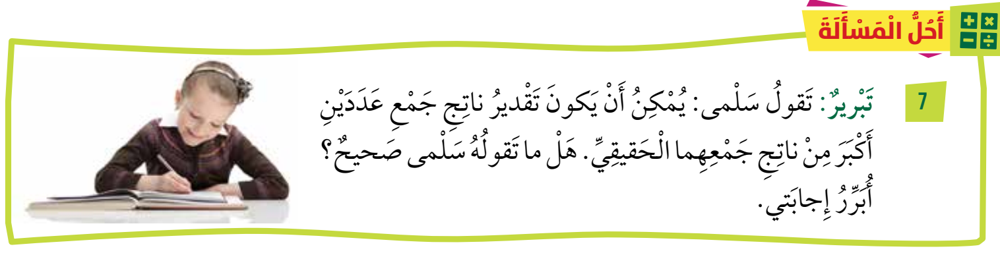 أَحُلُّ الْمَسْأَلَةَ
7 تَبْريرٌ: تَقولُ سَلْمى: يُمْكِنُ أَنْ يَكونَ تَقْديرُ ناتِجِ جَمْعِ عَدَدَيْنِ
أَكْبَرَ مِنْ ناتِجِ جَمْعِهِما الْحَقيقِيِّ. هَلْ ما تَقولُهُ سَلْمى صَحيحٌ؟
أُبَرِّرُ إِجابَتي.